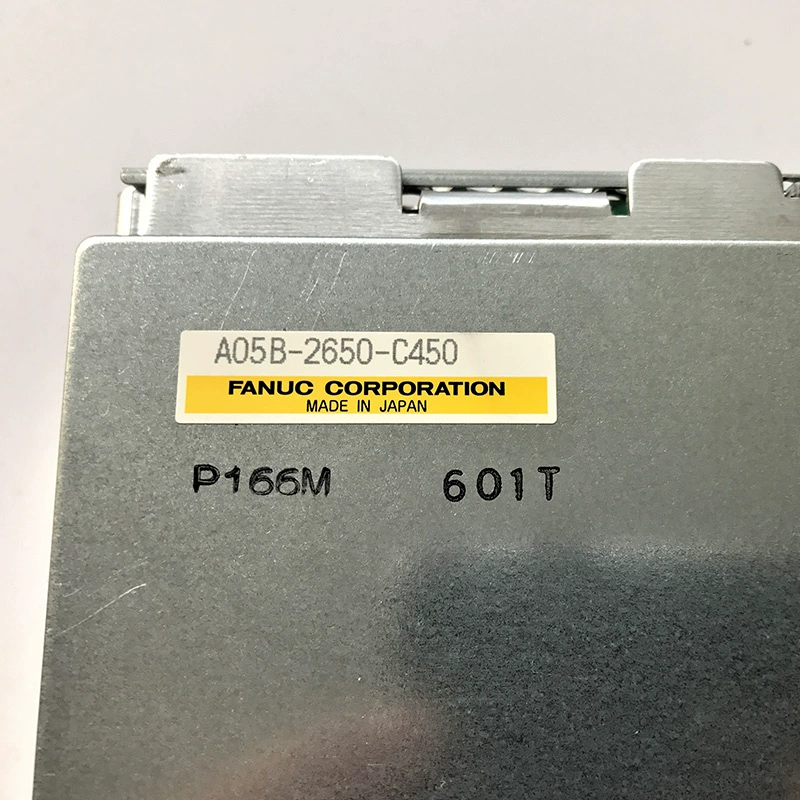 A05B-2650-C450
FANUC CORPORATION
MADE IN JAPAN
P166M 601T